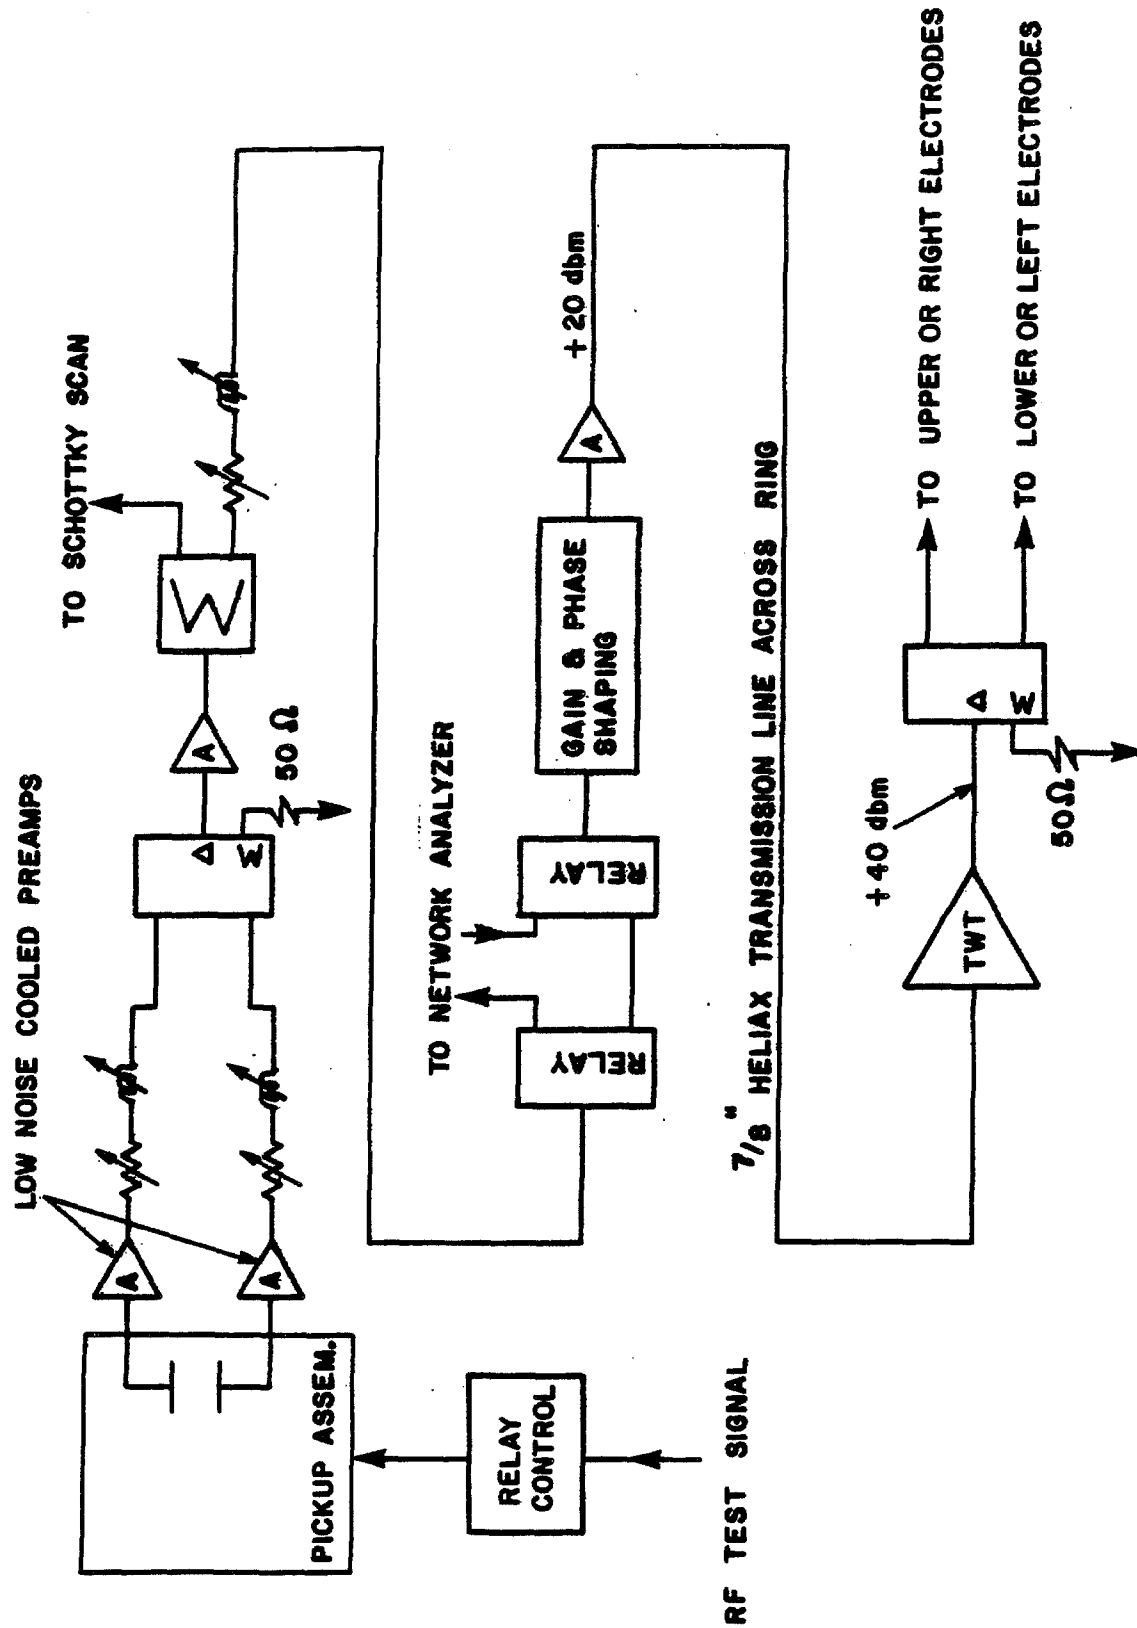 LOW NOISE COOLED PREAMPS
TO SCHOTTKY SCAN
A
A
Δ
Σ
50 Ω
A
Σ
PICKUP ASSEM.
RELAY
CONTROL
RF TEST SIGNAL
TO NETWORK ANALYZER
RELAY
RELAY
GAIN & PHASE
SHAPING
A
+20 dbm
7/8" HELIAX TRANSMISSION LINE ACROSS RING
TWT
+40 dbm
Δ
Σ
50Ω
TO UPPER OR RIGHT ELECTRODES
TO LOWER OR LEFT ELECTRODES